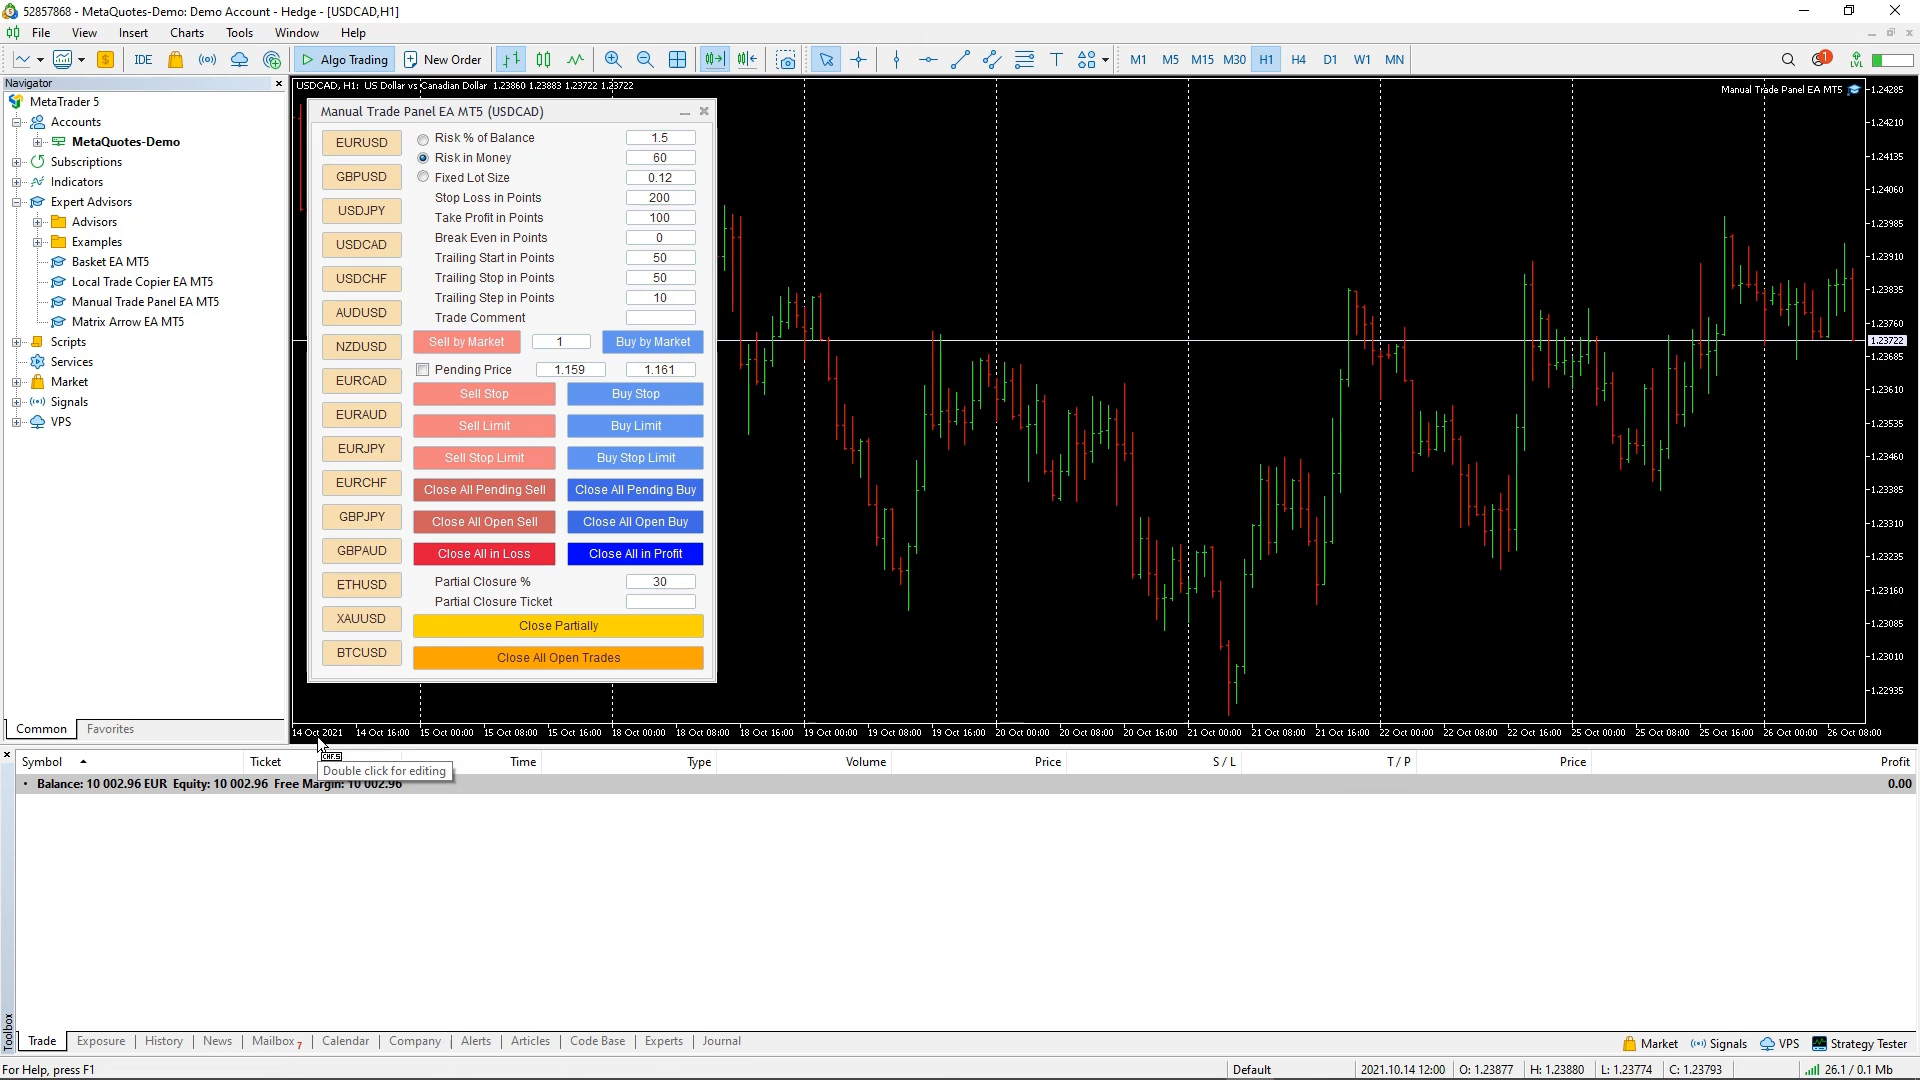 52857868 - MetaQuotes-Demo: Demo Account - Hedge - [USDCAD,H1]
File View Insert Charts Tools Window Help
IDE Algo Trading New Order M1 M5 M15 M30 H1 H4 D1 W1 MN 1 LVL
Navigator
MetaTrader 5
Accounts
MetaQuotes-Demo
Subscriptions
Indicators
Expert Advisors
Advisors
Examples
Basket EA MT5
Local Trade Copier EA MT5
Manual Trade Panel EA MT5
Matrix Arrow EA MT5
Scripts
Services
Market
Signals
VPS
Common Favorites
USDCAD, H1: US Dollar vs Canadian Dollar 1.23860 1.23883 1.23722 1.23722
Manual Trade Panel EA MT5
Manual Trade Panel EA MT5 (USDCAD)
EURUSD
GBPUSD
USDJPY
USDCAD
USDCHF
AUDUSD
NZDUSD
EURCAD
EURAUD
EURJPY
EURCHF
GBPJPY
GBPAUD
ETHUSD
XAUUSD
BTCUSD
Risk % of Balance 1.5
Risk in Money 60
Fixed Lot Size 0.12
Stop Loss in Points 200
Take Profit in Points 100
Break Even in Points 0
Trailing Start in Points 50
Trailing Stop in Points 50
Trailing Step in Points 10
Trade Comment
Sell by Market 1 Buy by Market
Pending Price 1.159 1.161
Sell Stop Buy Stop
Sell Limit Buy Limit
Sell Stop Limit Buy Stop Limit
Close All Pending Sell Close All Pending Buy
Close All Open Sell Close All Open Buy
Close All in Loss Close All in Profit
Partial Closure % 30
Partial Closure Ticket
Close Partially
Close All Open Trades
1.24285
1.24210
1.24135
1.24060
1.23985
1.23910
1.23835
1.23760
1.23722
1.23685
1.23610
1.23535
1.23460
1.23385
1.23310
1.23235
1.23160
1.23085
1.23010
1.22935
14 Oct 2021 14 Oct 16:00 15 Oct 00:00 15 Oct 08:00 15 Oct 16:00 18 Oct 00:00 18 Oct 08:00 18 Oct 16:00 19 Oct 00:00 19 Oct 08:00 19 Oct 16:00 20 Oct 00:00 20 Oct 08:00 20 Oct 16:00 21 Oct 00:00 21 Oct 08:00 21 Oct 16:00 22 Oct 00:00 22 Oct 08:00 22 Oct 16:00 25 Oct 00:00 25 Oct 08:00 25 Oct 16:00 26 Oct 00:00 26 Oct 08:00
Symbol Ticket Time Type Volume Price S / L T / P Price Profit
Double click for editing
Balance: 10 002.96 EUR Equity: 10 002.96 Free Margin: 10 002.96 0.00
Toolbox
Trade Exposure History News Mailbox 7 Calendar Company Alerts Articles Code Base Experts Journal
Market Signals VPS Strategy Tester
For Help, press F1 Default 2021.10.14 12:00 O: 1.23877 H: 1.23880 L: 1.23774 C: 1.23793 26.1 / 0.1 Mb